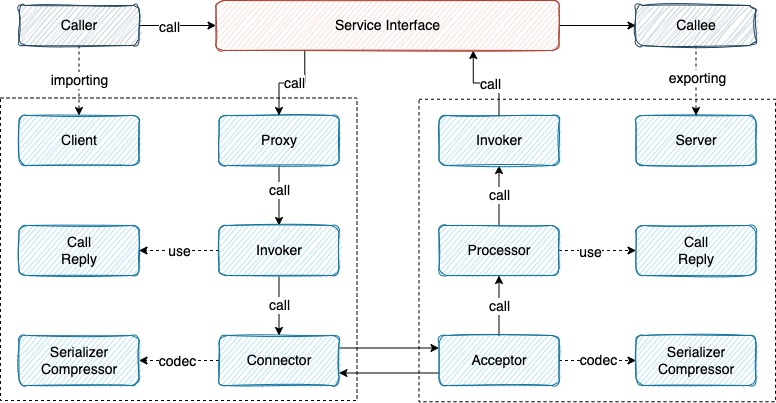 Caller
call
Service Interface
Callee
importing
call
call
exporting
Client
Proxy
Invoker
Server
call
call
Call
Reply
use
Invoker
Processor
use
Call
Reply
call
call
Serializer
Compressor
codec
Connector
Acceptor
codec
Serializer
Compressor